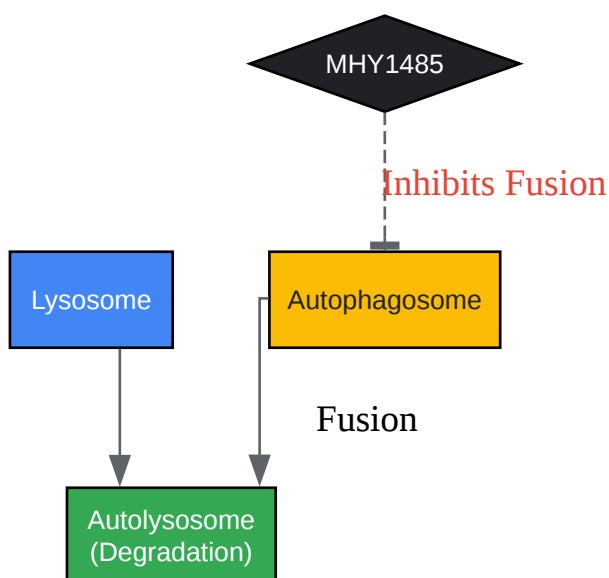 MHY1485
Inhibits Fusion
Lysosome
Autophagosome
Fusion
Autolysosome
(Degradation)